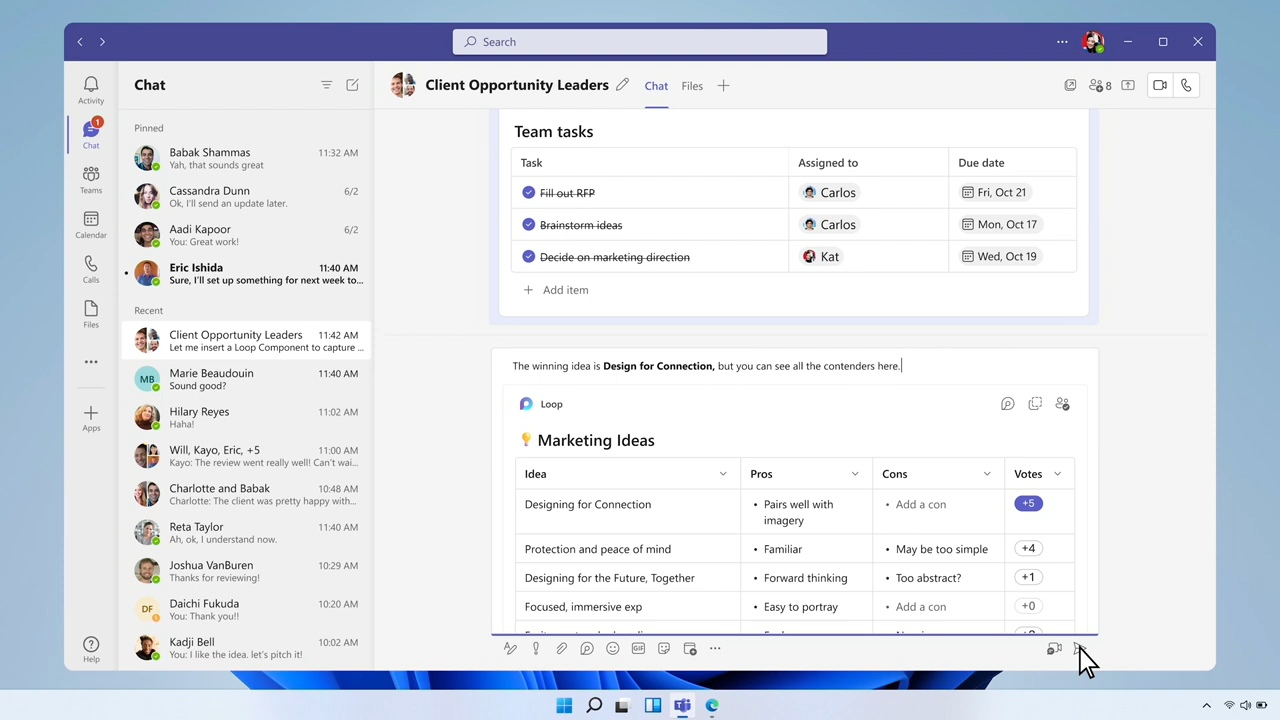 Search
Activity
1
Chat
Teams
Calendar
Calls
Files
Apps
Help
Chat
Pinned
Babak Shammas 11:32 AM
Yah, that sounds great
Cassandra Dunn 6/2
Ok, I'll send an update later.
Aadi Kapoor 6/2
You: Great work!
Eric Ishida 11:40 AM
Sure, I'll set up something for next week to...
Recent
Client Opportunity Leaders 11:42 AM
Let me insert a Loop Component to capture ...
MB
Marie Beaudouin 11:40 AM
Sound good?
Hilary Reyes 11:02 AM
Haha!
Will, Kayo, Eric, +5 11:00 AM
Kayo: The review went really well! Can't wai...
Charlotte and Babak 10:48 AM
Charlotte: The client was pretty happy with...
Reta Taylor 11:40 AM
Ah, ok, I understand now.
Joshua VanBuren 10:29 AM
Thanks for reviewing!
DF
Daichi Fukuda 10:20 AM
You: Thank you!!
Kadji Bell 10:02 AM
You: I like the idea. let's pitch it!
Client Opportunity Leaders Chat Files 8
Team tasks
Task Assigned to Due date
Fill out RFP Carlos Fri, Oct 21
Brainstorm ideas Carlos Mon, Oct 17
Decide on marketing direction Kat Wed, Oct 19
Add item
The winning idea is Design for Connection, but you can see all the contenders here.
Loop
Marketing Ideas
Idea Pros Cons Votes
Designing for Connection • Pairs well with • Add a con +5
imagery
Protection and peace of mind • Familiar • May be too simple +4
Designing for the Future, Together • Forward thinking • Too abstract? +1
Focused, immersive exp • Easy to portray • Add a con +0
GIF